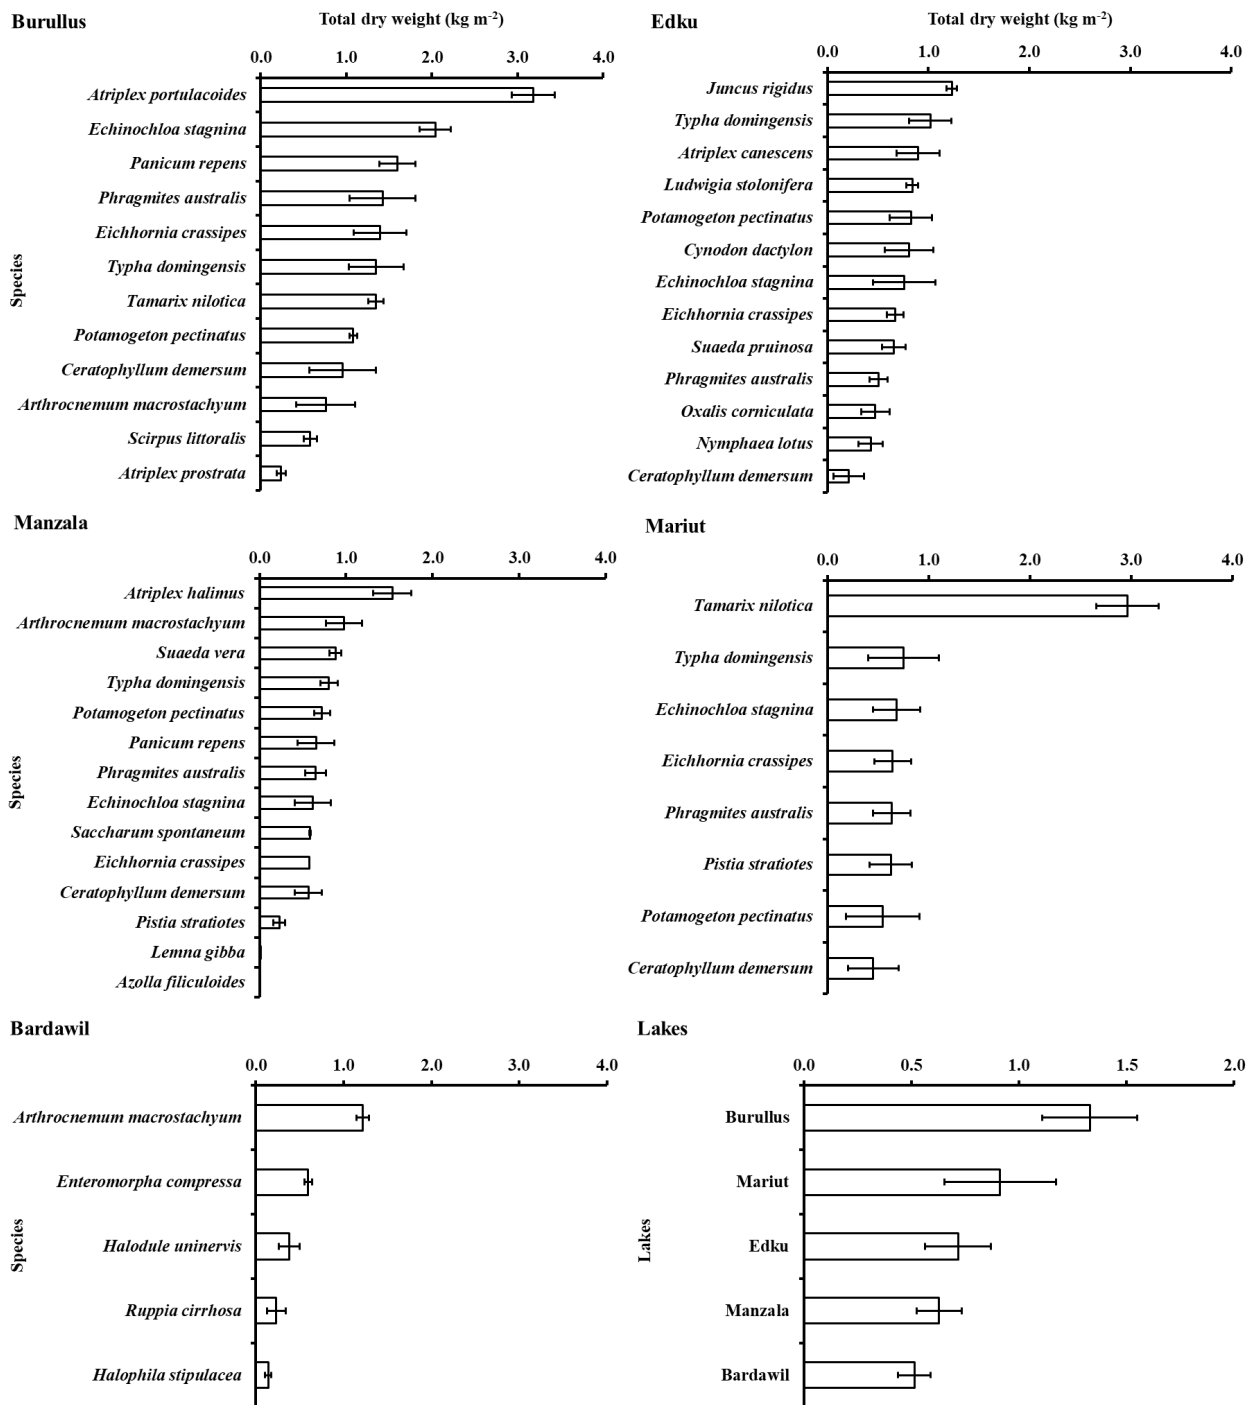 Burullus
Total dry weight (kg m-2)
0.0 1.0 2.0 3.0 4.0
Species
Atriplex portulacoides
Echinochloa stagnina
Panicum repens
Phragmites australis
Eichhornia crassipes
Typha domingensis
Tamarix nilotica
Potamogeton pectinatus
Ceratophyllum demersum
Arthrocnemum macrostachyum
Scirpus littoralis
Atriplex prostrata
Edku
Total dry weight (kg m-2)
0.0 1.0 2.0 3.0 4.0
Juncus rigidus
Typha domingensis
Atriplex canescens
Ludwigia stolonifera
Potamogeton pectinatus
Cynodon dactylon
Echinochloa stagnina
Eichhornia crassipes
Suaeda pruinosa
Phragmites australis
Oxalis corniculata
Nymphaea lotus
Ceratophyllum demersum
Manzala
0.0 1.0 2.0 3.0 4.0
Species
Atriplex halimus
Arthrocnemum macrostachyum
Suaeda vera
Typha domingensis
Potamogeton pectinatus
Panicum repens
Phragmites australis
Echinochloa stagnina
Saccharum spontaneum
Eichhornia crassipes
Ceratophyllum demersum
Pistia stratiotes
Lemna gibba
Azolla filiculoides
Mariut
0.0 1.0 2.0 3.0 4.0
Tamarix nilotica
Typha domingensis
Echinochloa stagnina
Eichhornia crassipes
Phragmites australis
Pistia stratiotes
Potamogeton pectinatus
Ceratophyllum demersum
Bardawil
0.0 1.0 2.0 3.0 4.0
Species
Arthrocnemum macrostachyum
Enteromorpha compressa
Halodule uninervis
Ruppia cirrhosa
Halophila stipulacea
Lakes
0.0 0.5 1.0 1.5 2.0
Lakes
Burullus
Mariut
Edku
Manzala
Bardawil